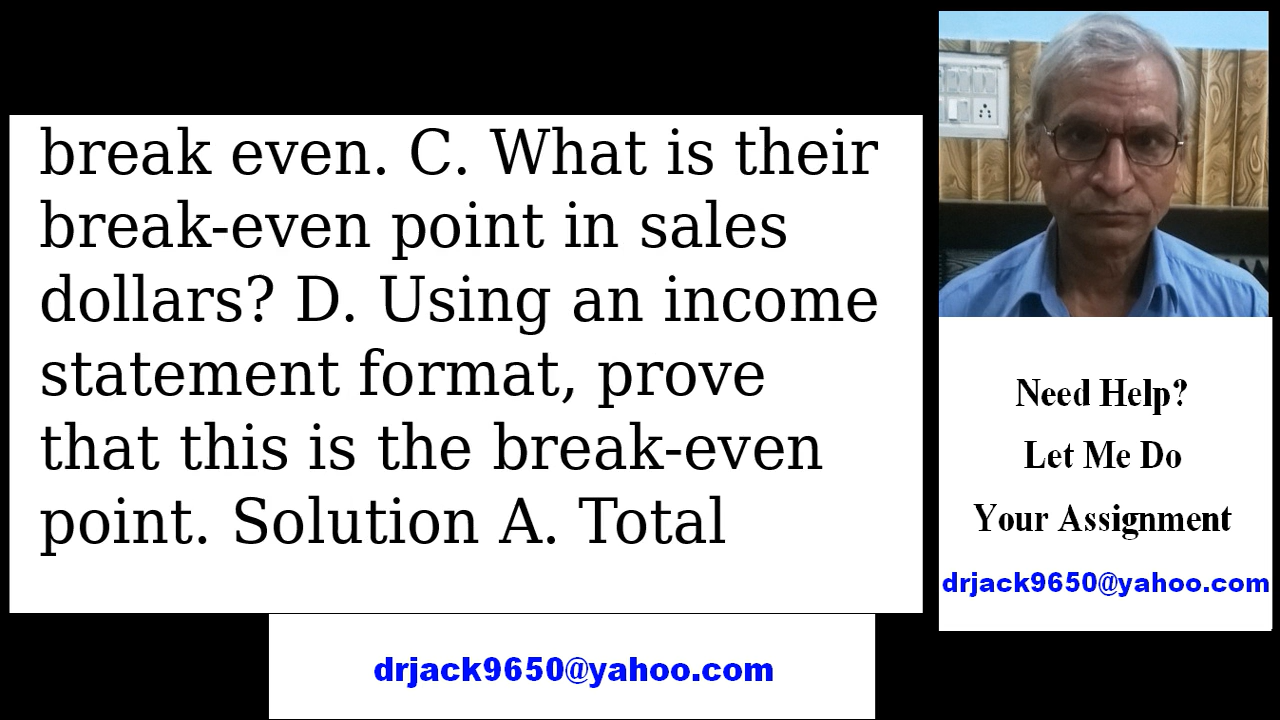 break even. C. What is their
break-even point in sales
dollars? D. Using an income
statement format, prove
that this is the break-even
point. Solution A. Total
Need Help?
Let Me Do
Your Assignment
drjack9650@yahoo.com
drjack9650@yahoo.com